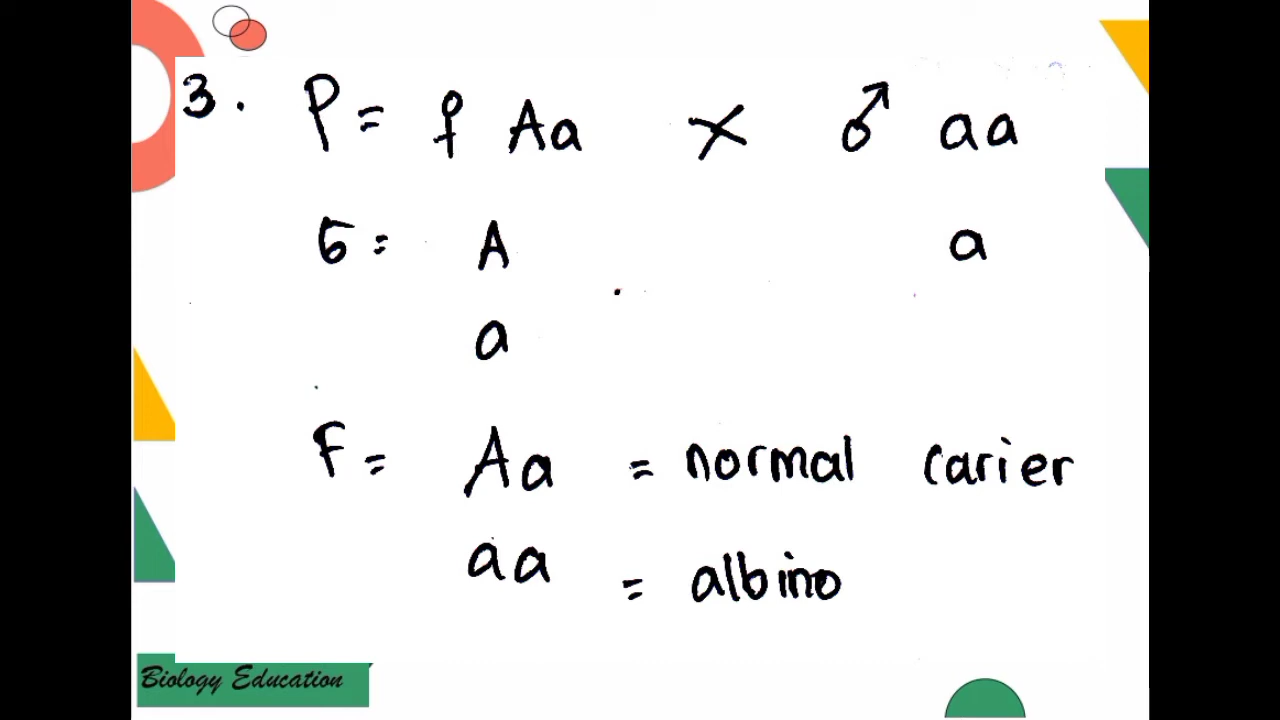 3. P = ♀ Aa × ♂ aa
G = A a
a
F = Aa = normal carier
aa = albino
Biology Education